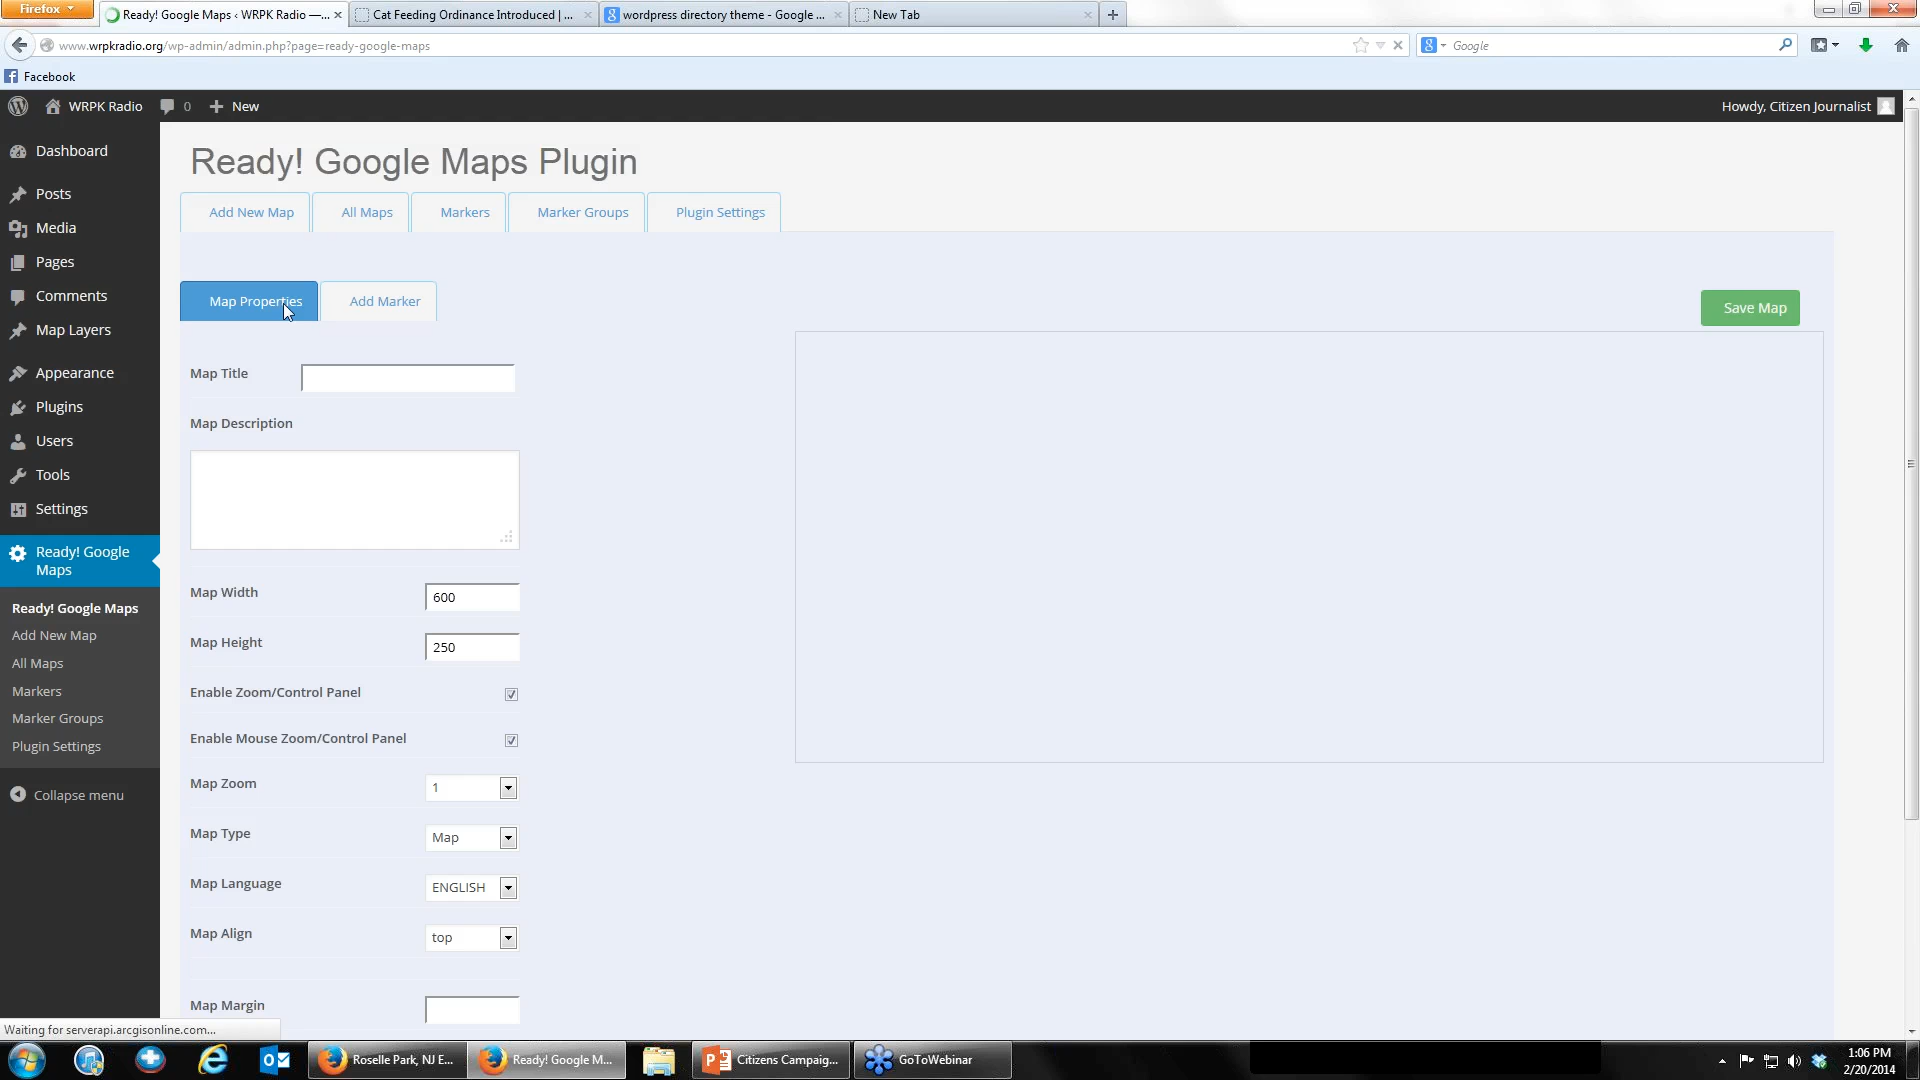 Firefox
Ready! Google Maps ‹ WRPK Radio —...
Cat Feeding Ordinance Introduced | ...
wordpress directory theme - Google ...
New Tab
www.wrpkradio.org/wp-admin/admin.php?page=ready-google-maps
Google
Facebook
WRPK Radio
0
New
Howdy, Citizen Journalist
Dashboard
Posts
Media
Pages
Comments
Map Layers
Appearance
Plugins
Users
Tools
Settings
Ready! Google
Maps
Ready! Google Maps
Add New Map
All Maps
Markers
Marker Groups
Plugin Settings
Collapse menu
Ready! Google Maps Plugin
Add New Map
All Maps
Markers
Marker Groups
Plugin Settings
Map Properties
Add Marker
Save Map
Map Title
Map Description
Map Width
600
Map Height
250
Enable Zoom/Control Panel
Enable Mouse Zoom/Control Panel
Map Zoom
1
Map Type
Map
Map Language
ENGLISH
Map Align
top
Map Margin
Waiting for serverapi.arcgisonline.com...
Roselle Park, NJ E...
Ready! Google M...
Citizens Campaig...
GoToWebinar
1:06 PM
2/20/2014